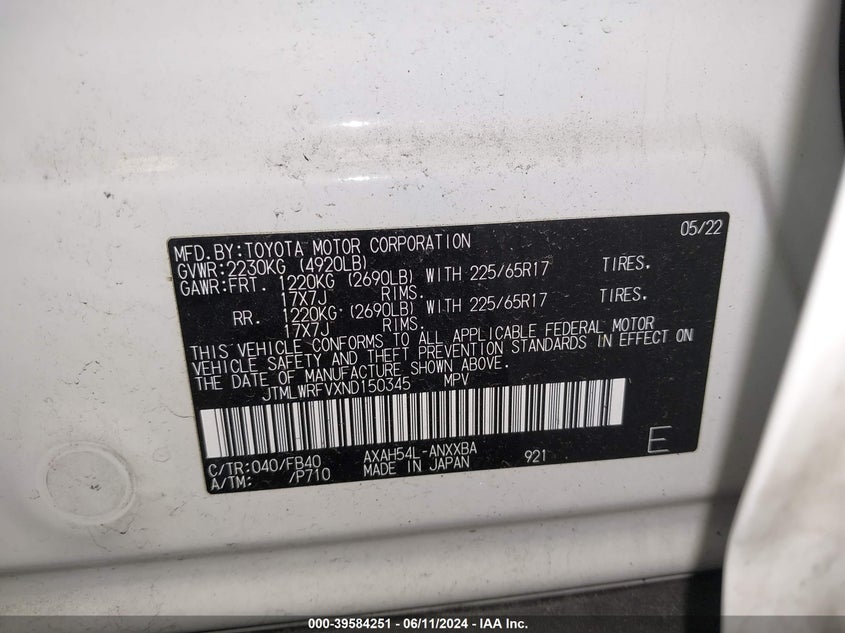 MFD.BY:TOYOTA MOTOR CORPORATION 05/22
GVWR:2230KG (4920LB)
GAWR:FRT. 1220KG (2690LB) WITH 225/65R17 TIRES.
17X7J RIMS.
RR. 1220KG (2690LB) WITH 225/65R17 TIRES.
17X7J RIMS.
THIS VEHICLE CONFORMS TO ALL APPLICABLE FEDERAL MOTOR
VEHICLE SAFETY AND THEFT PREVENTION STANDARDS IN EFFECT ON
THE DATE OF MANUFACTURE SHOWN ABOVE.
JTMLWRFVXND150345 MPV
C/TR:040/FB40 AXAH54L-ANXXBA 921 E
A/TM: /P710 MADE IN JAPAN
000-39584251 - 06/11/2024 - IAA Inc.